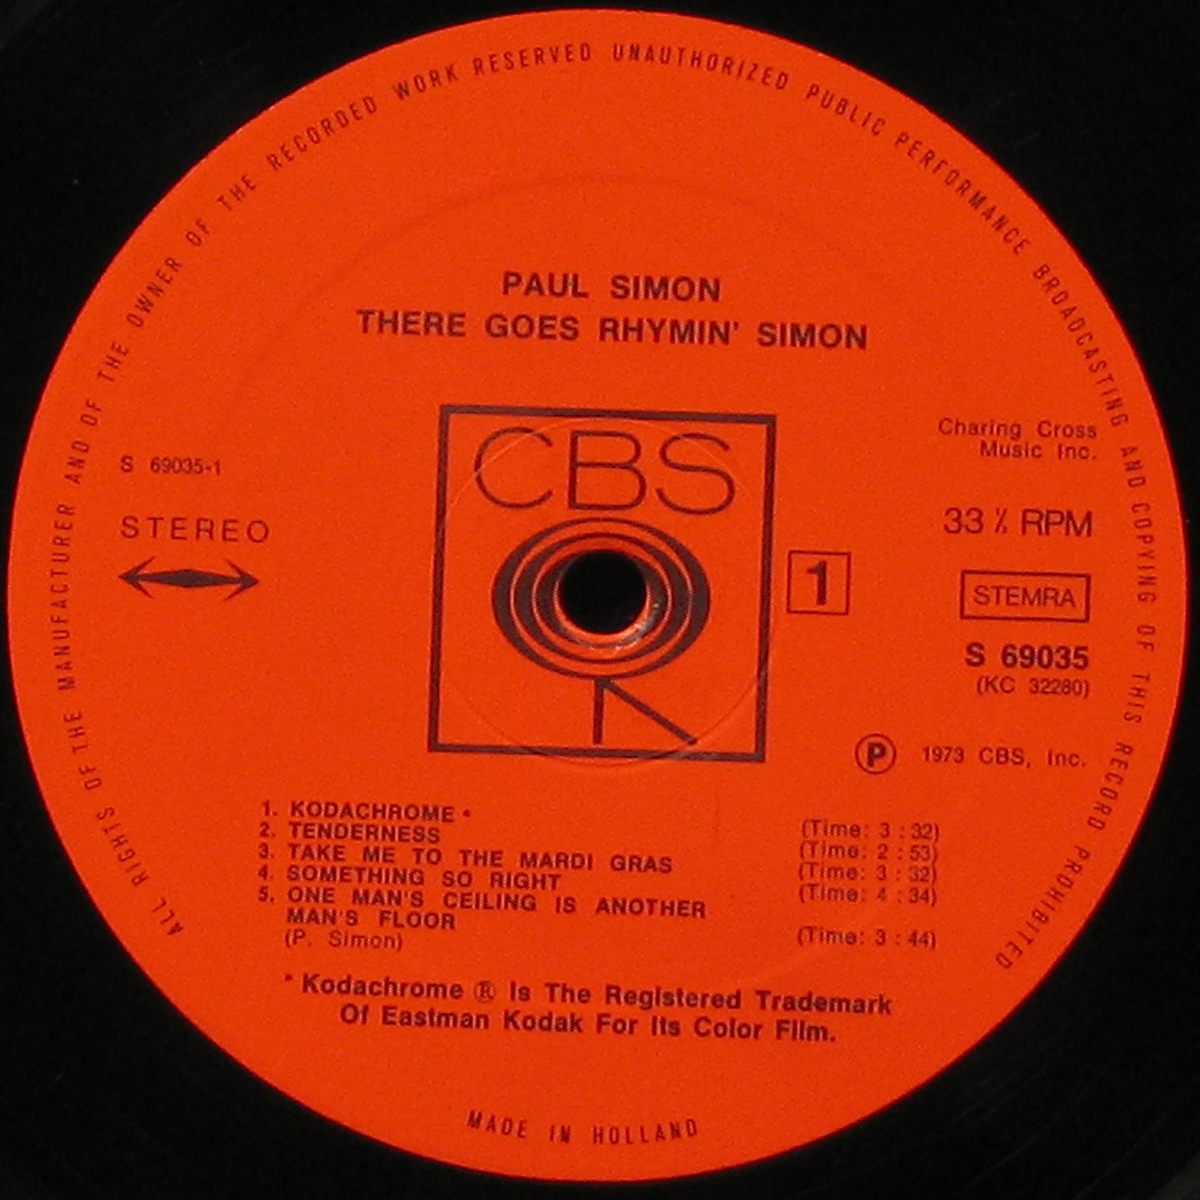 ALL RIGHTS OF THE MANUFACTURER AND OF THE OWNER OF THE RECORDED WORK RESERVED UNAUTHORIZED PUBLIC PERFORMANCE BROADCASTING AND COPYING OF THIS RECORD PROHIBITED
PAUL SIMON
THERE GOES RHYMIN' SIMON
CBS
S 69035-1
STEREO
Charing Cross
Music Inc.
33 ⅓ RPM
1
STEMRA
S 69035
(KC 32280)
Ⓟ 1973 CBS, Inc.
1. KODACHROME * (Time: 3 : 32)
2. TENDERNESS (Time: 2 : 53)
3. TAKE ME TO THE MARDI GRAS (Time: 3 : 32)
4. SOMETHING SO RIGHT (Time: 4 : 34)
5. ONE MAN'S CEILING IS ANOTHER
MAN'S FLOOR (Time: 3 : 44)
(P. Simon)
* Kodachrome ® Is The Registered Trademark
Of Eastman Kodak For Its Color Film.
MADE IN HOLLAND